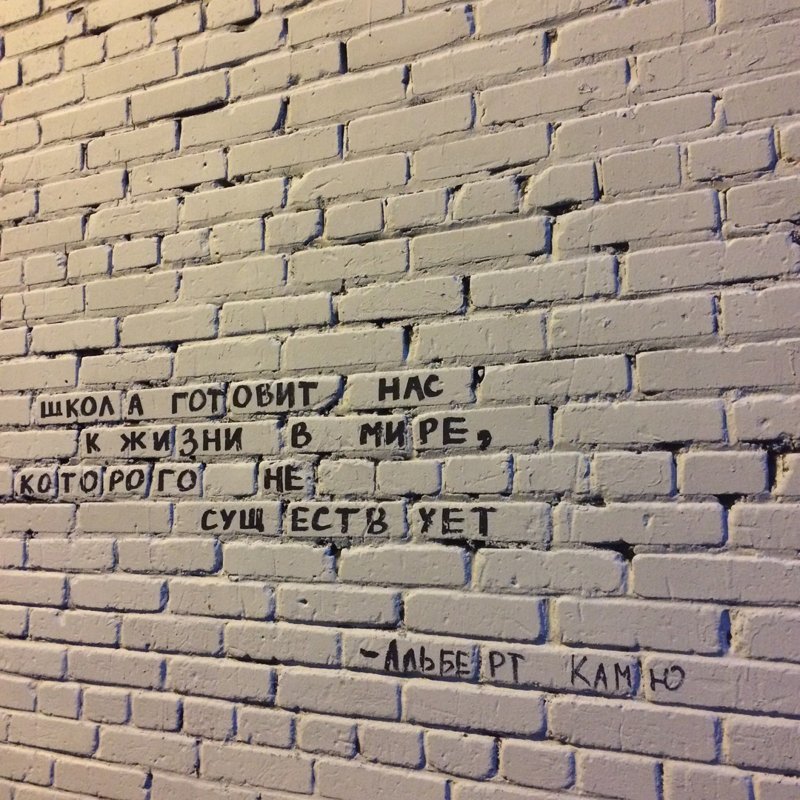 ШКОЛА ГОТОВИТ НАС
К ЖИЗНИ В МИРЕ,
КОТОРОГО НЕ
СУЩЕСТВУЕТ
-АЛЬБЕРТ КАМЮ